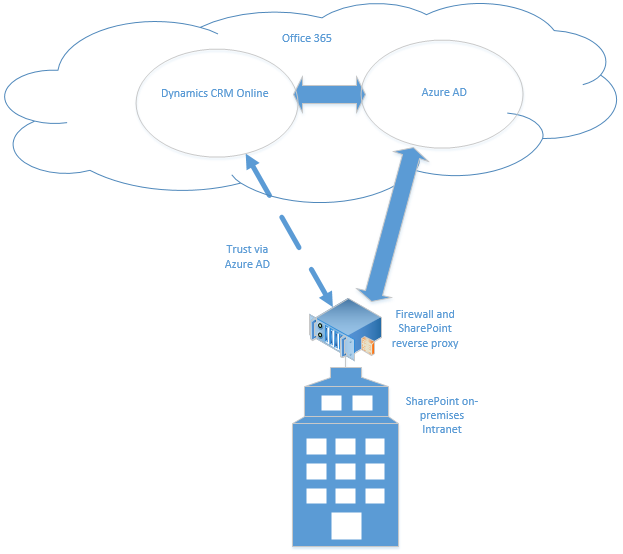 Office 365
Dynamics CRM Online
Azure AD
Trust via
Azure AD
Firewall and
SharePoint
reverse proxy
SharePoint on-
premises
Intranet